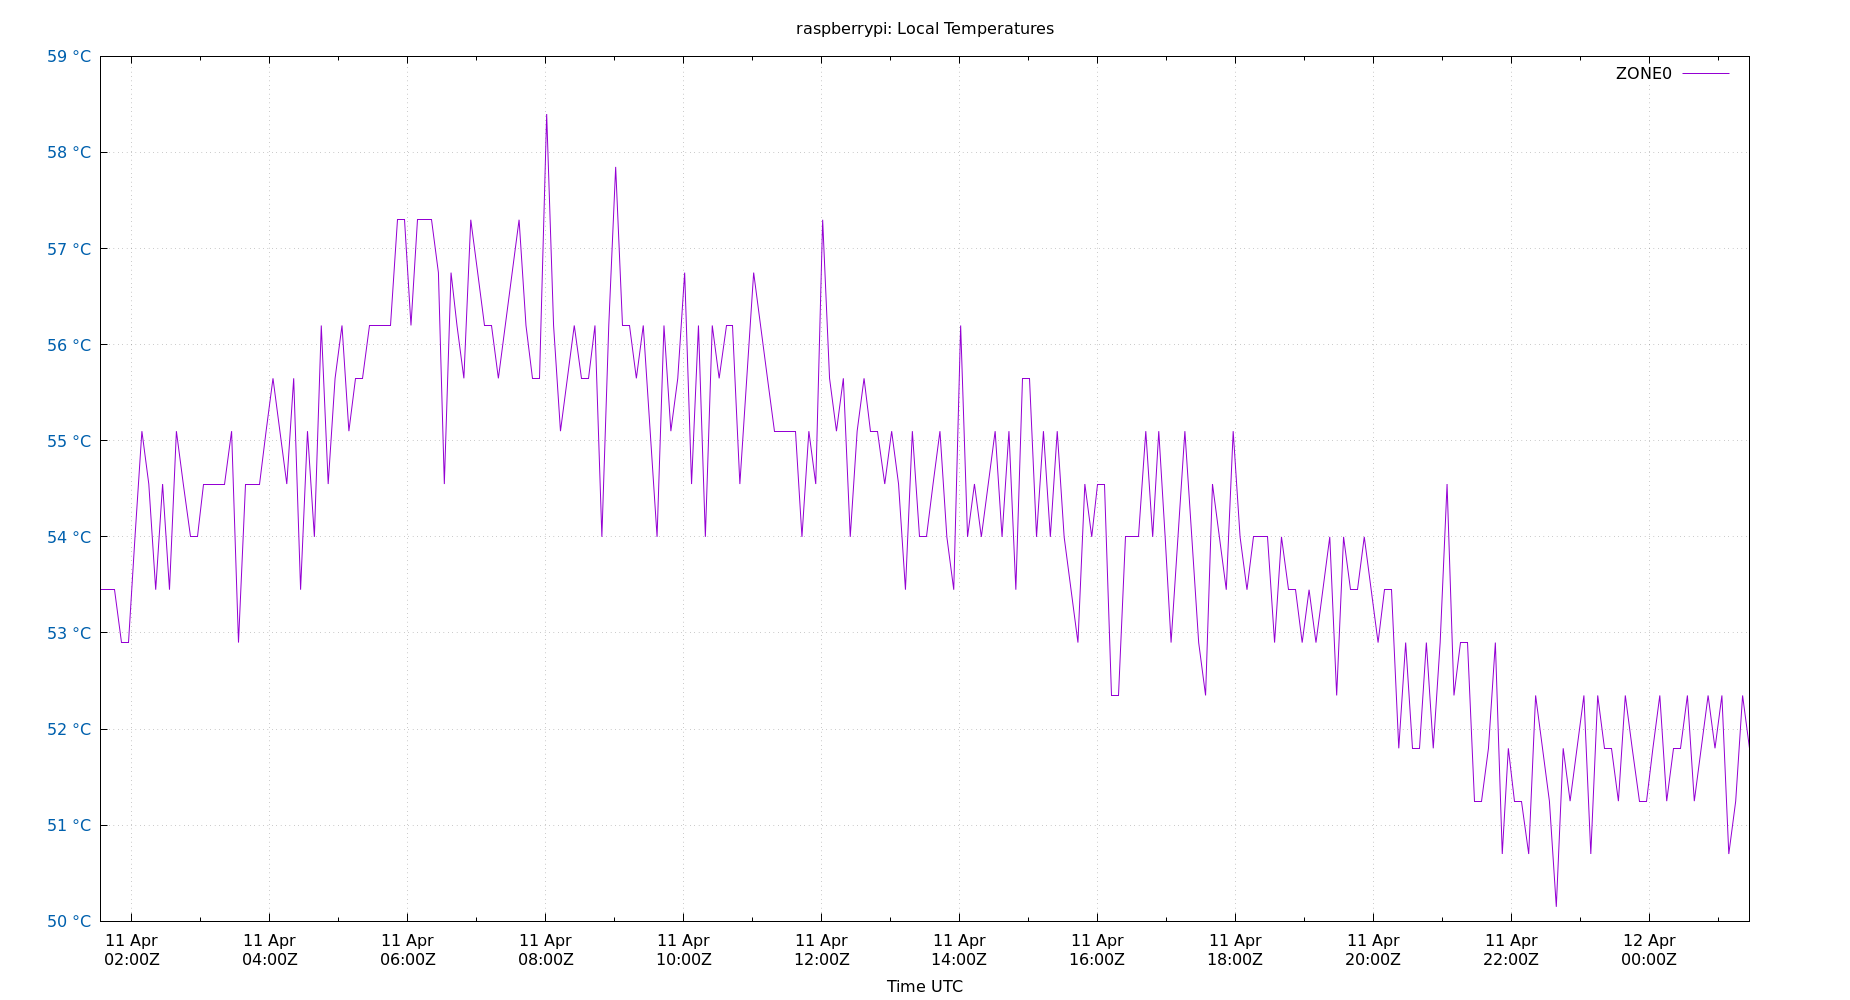 raspberrypi: Local Temperatures
ZONE0
59 °C
58 °C
57 °C
56 °C
55 °C
54 °C
53 °C
52 °C
51 °C
50 °C
11 Apr 11 Apr 11 Apr 11 Apr 11 Apr 11 Apr 11 Apr 11 Apr 11 Apr 11 Apr 11 Apr 12 Apr
02:00Z 04:00Z 06:00Z 08:00Z 10:00Z 12:00Z 14:00Z 16:00Z 18:00Z 20:00Z 22:00Z 00:00Z
Time UTC